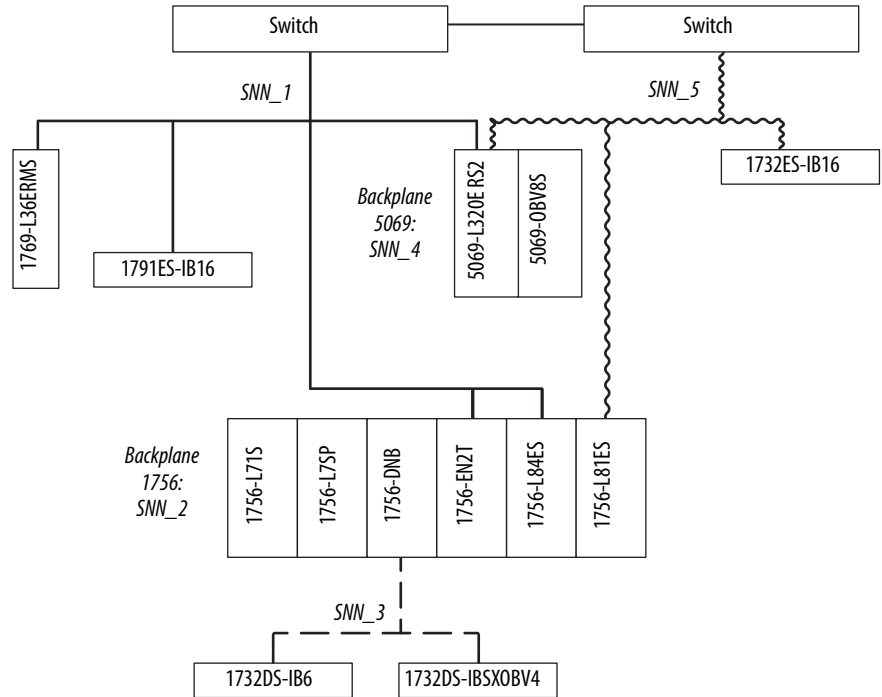 Switch
Switch
SNN_1
SNN_5
1769-L36ERMS
1791ES-IB16
Backplane
5069:
SNN_4
5069-L320E RS2
5069-OBV8S
1732ES-IB16
Backplane
1756:
SNN_2
1756-L71S
1756-L7SP
1756-DNB
1756-EN2T
1756-L84ES
1756-L81ES
SNN_3
1732DS-IB6
1732DS-IBSXOBV4